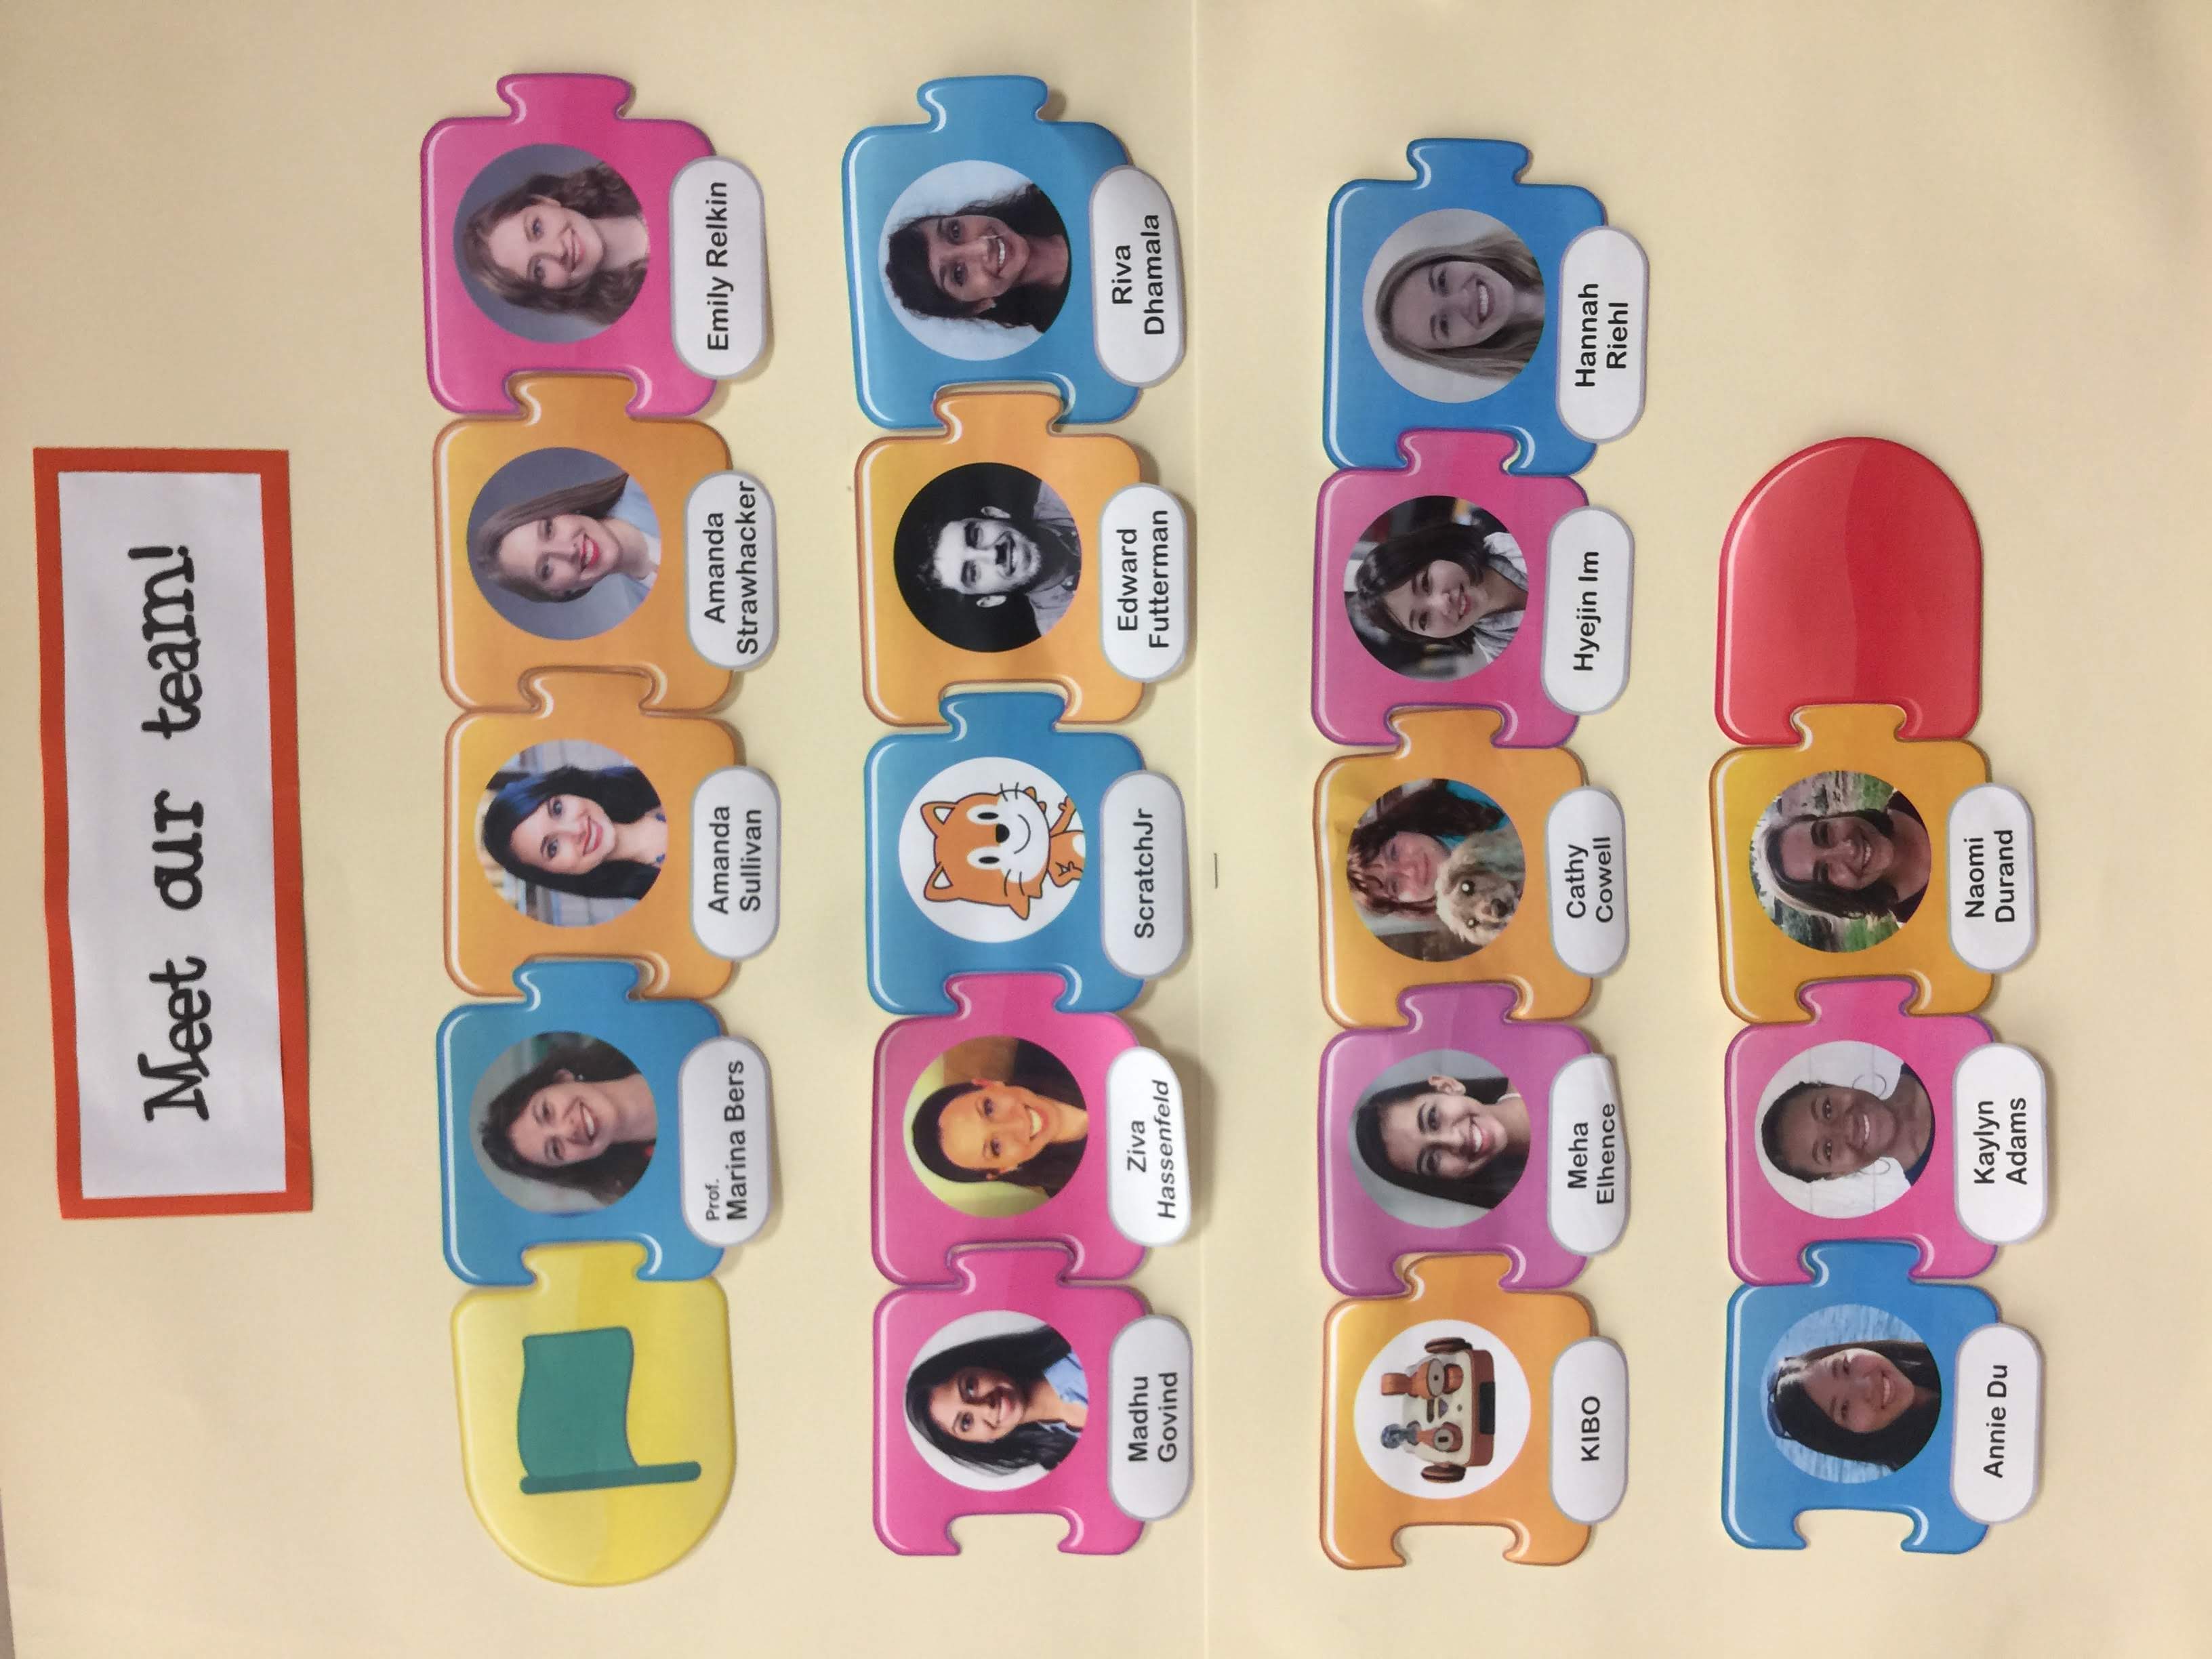 Meet our team!
Prof.
Marina Bers
Amanda
Sullivan
Amanda
Strawhacker
Emily Relkin
Madhu
Govind
Ziva
Hassenfeld
ScratchJr
Edward
Futterman
Riva
Dhamala
KIBO
Meha
Elhence
Cathy
Cowell
Hyejin Im
Hannah
Riehl
Annie Du
Kaylyn
Adams
Naomi
Durand